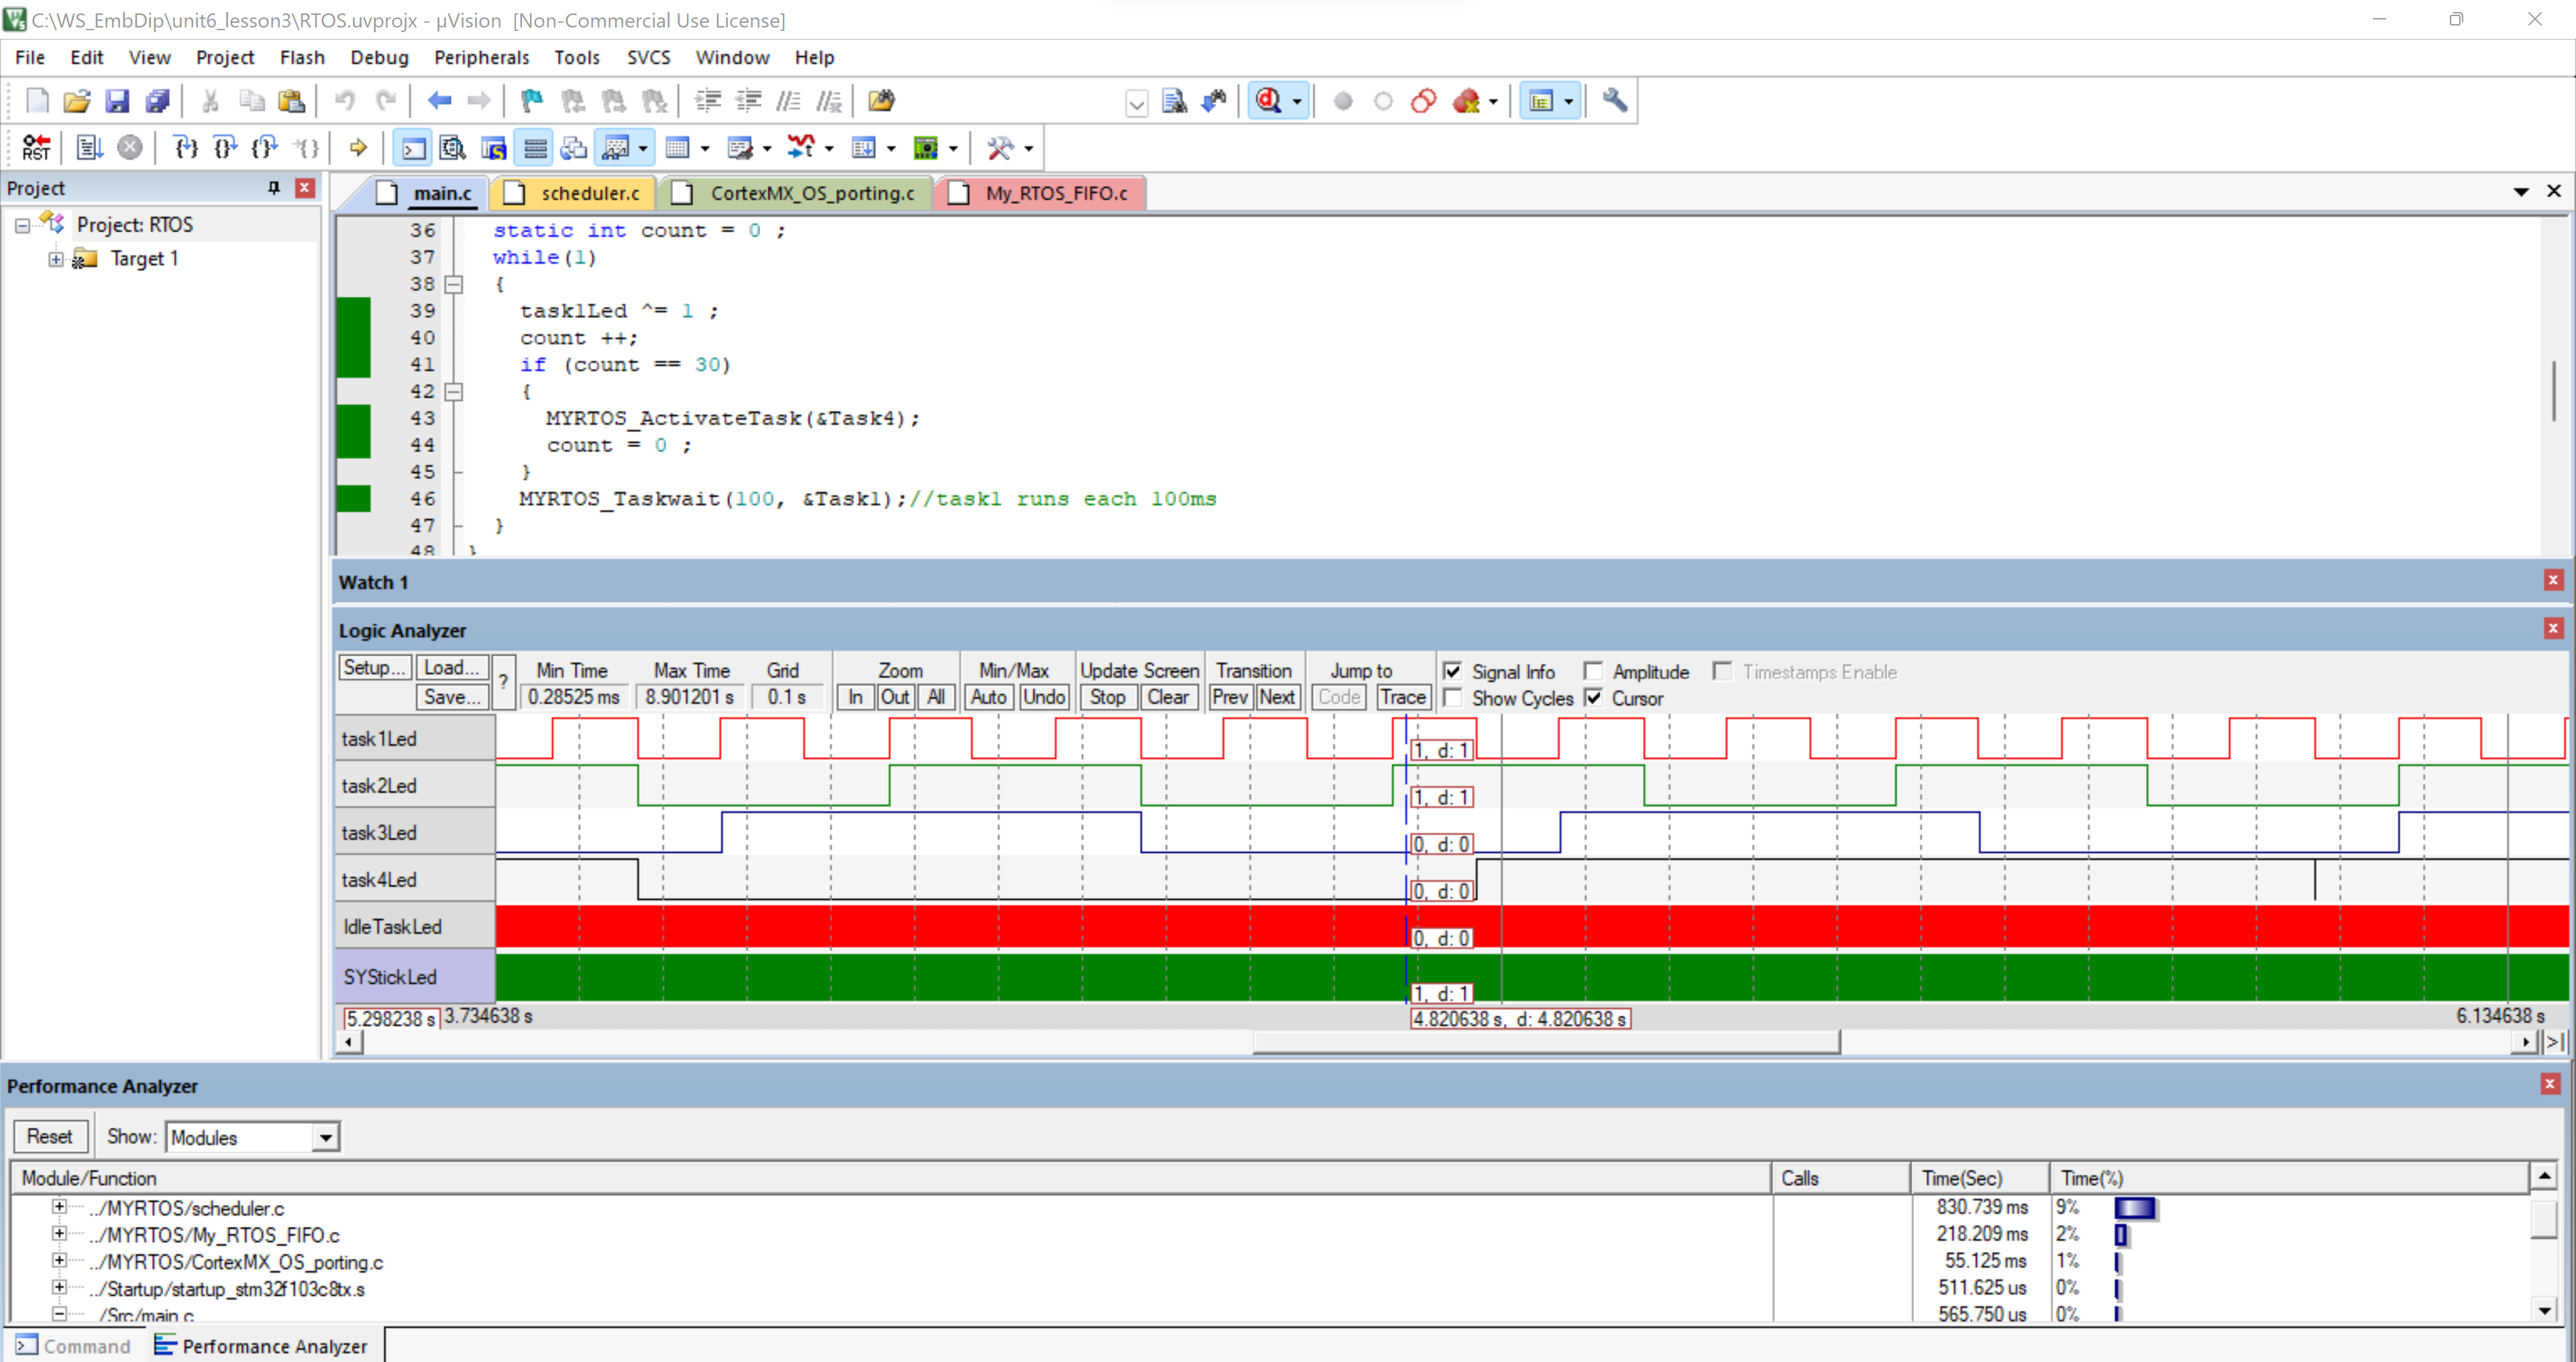 C:\WS_EmbDip\unit6_lesson3\RTOS.uvprojx - µVision  [Non-Commercial Use License]
File Edit View Project Flash Debug Peripherals Tools SVCS Window Help
RST
Project
Project: RTOS
Target 1
main.c scheduler.c CortexMX_OS_porting.c My_RTOS_FIFO.c
36 static int count = 0 ;
37 while(1)
38 {
39 task1Led ^= 1 ;
40 count ++;
41 if (count == 30)
42 {
43 MYRTOS_ActivateTask(&Task4);
44 count = 0 ;
45 }
46 MYRTOS_Taskwait(100, &Task1);//task1 runs each 100ms
47 }
48 }
Watch 1
Logic Analyzer
Setup... Load... Min Time Max Time Grid Zoom Min/Max Update Screen Transition Jump to Signal Info Amplitude Timestamps Enable
Save... ? 0.28525 ms 8.901201 s 0.1 s In Out All Auto Undo Stop Clear Prev Next Code Trace Show Cycles Cursor
task1Led 1, d: 1
task2Led 1, d: 1
task3Led 0, d: 0
task4Led 0, d: 0
IdleTaskLed 0, d: 0
SYStickLed 1, d: 1
5.298238 s 3.734638 s 4.820638 s, d: 4.820638 s 6.134638 s
Performance Analyzer
Reset Show: Modules
Module/Function Calls Time(Sec) Time(%)
../MYRTOS/scheduler.c 830.739 ms 9%
../MYRTOS/My_RTOS_FIFO.c 218.209 ms 2%
../MYRTOS/CortexMX_OS_porting.c 55.125 ms 1%
../Startup/startup_stm32f103c8tx.s 511.625 us 0%
/Src/main.c 565.750 us 0%
Command Performance Analyzer